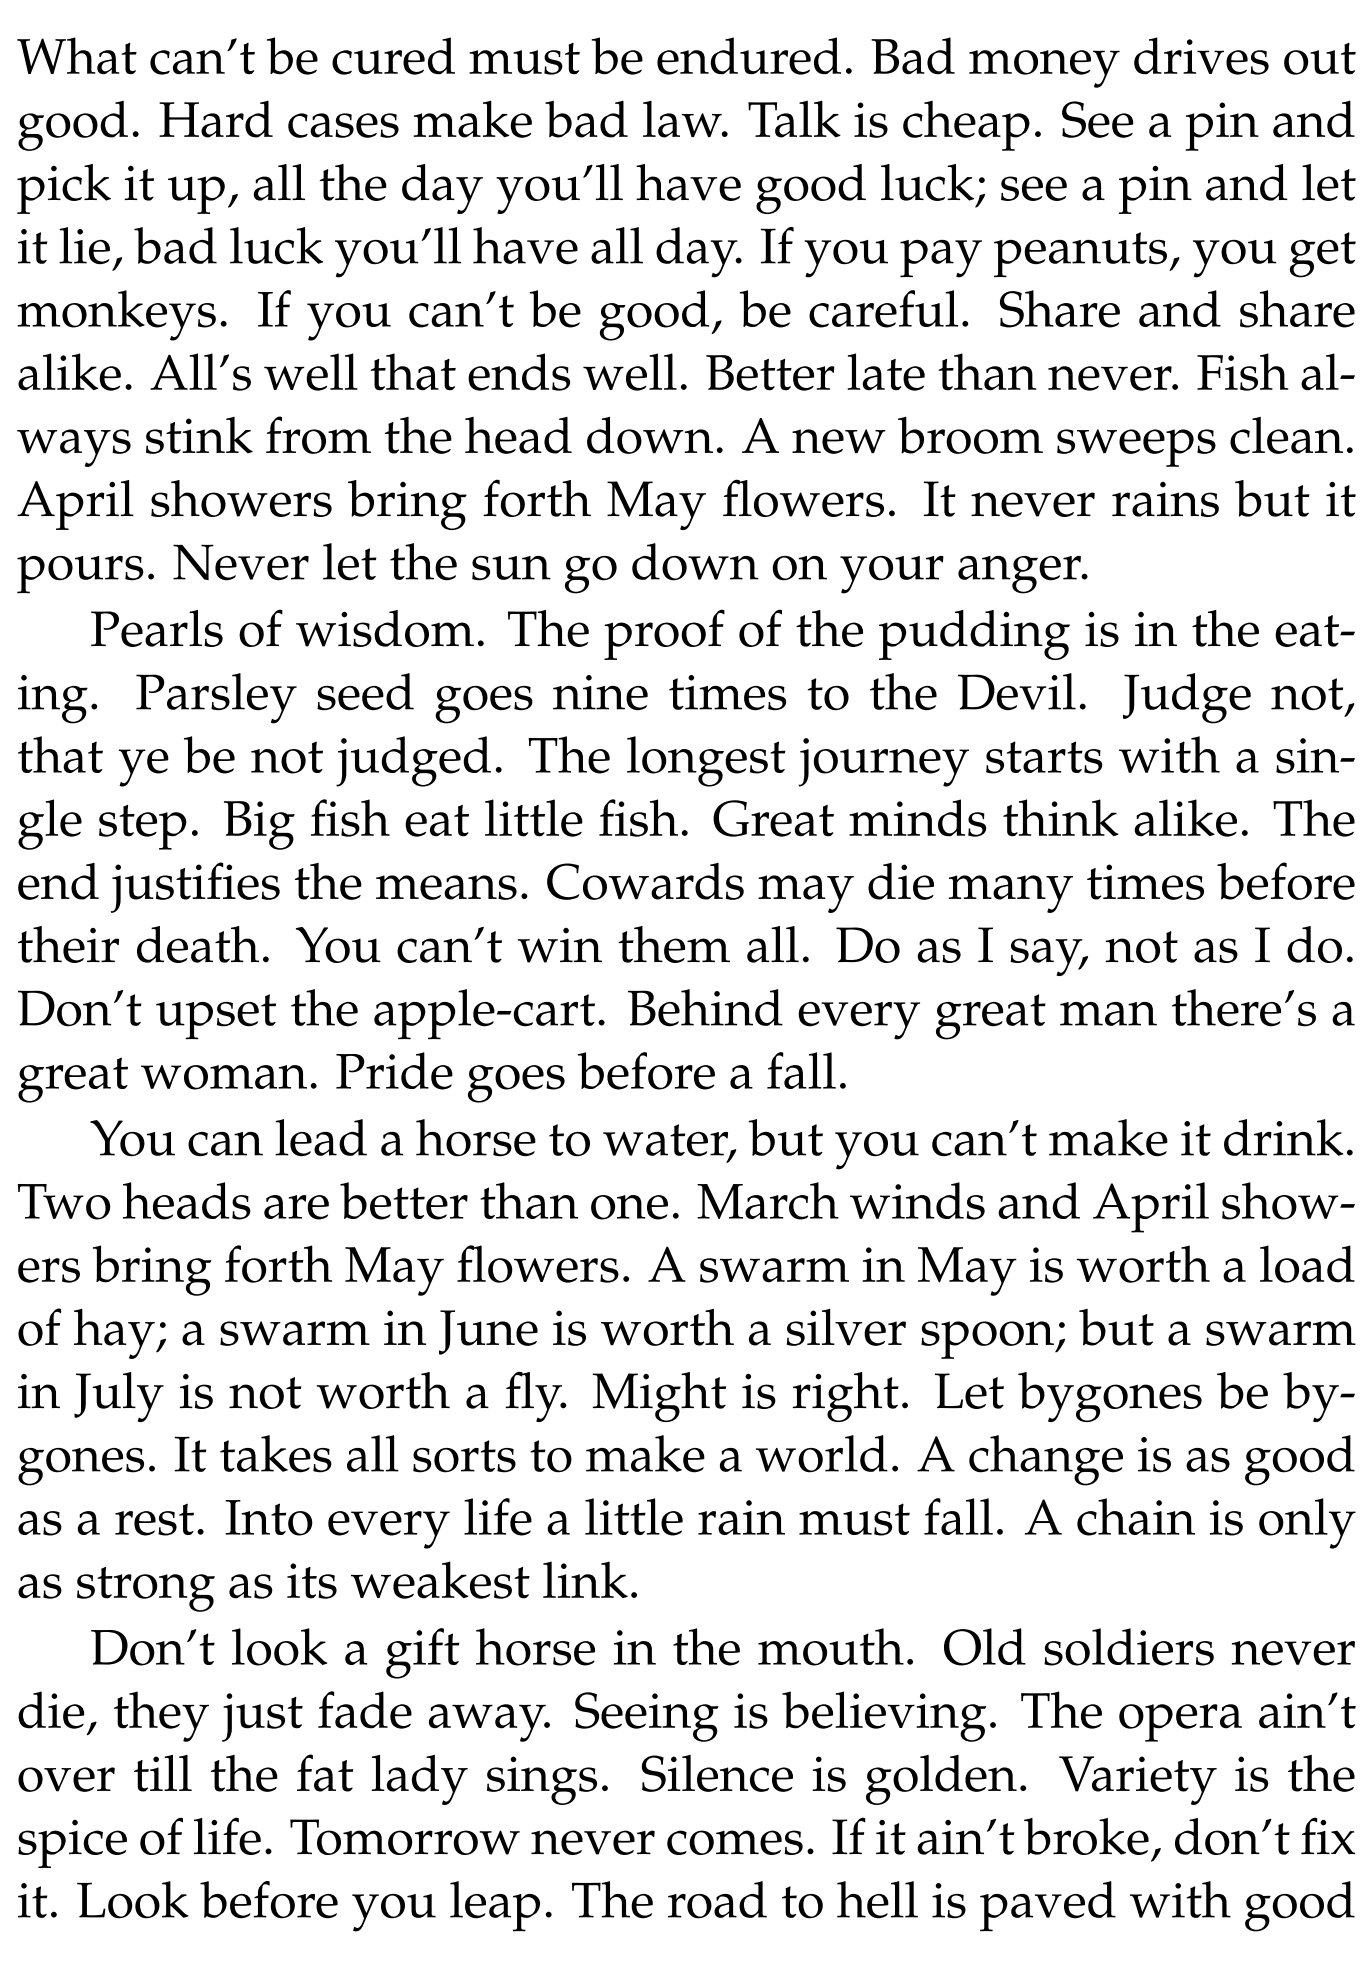 What can’t be cured must be endured. Bad money drives out
good. Hard cases make bad law. Talk is cheap. See a pin and
pick it up, all the day you’ll have good luck; see a pin and let
it lie, bad luck you’ll have all day. If you pay peanuts, you get
monkeys. If you can’t be good, be careful. Share and share
alike. All’s well that ends well. Better late than never. Fish al-
ways stink from the head down. A new broom sweeps clean.
April showers bring forth May flowers. It never rains but it
pours. Never let the sun go down on your anger.
Pearls of wisdom. The proof of the pudding is in the eat-
ing. Parsley seed goes nine times to the Devil. Judge not,
that ye be not judged. The longest journey starts with a sin-
gle step. Big fish eat little fish. Great minds think alike. The
end justifies the means. Cowards may die many times before
their death. You can’t win them all. Do as I say, not as I do.
Don’t upset the apple-cart. Behind every great man there’s a
great woman. Pride goes before a fall.
You can lead a horse to water, but you can’t make it drink.
Two heads are better than one. March winds and April show-
ers bring forth May flowers. A swarm in May is worth a load
of hay; a swarm in June is worth a silver spoon; but a swarm
in July is not worth a fly. Might is right. Let bygones be by-
gones. It takes all sorts to make a world. A change is as good
as a rest. Into every life a little rain must fall. A chain is only
as strong as its weakest link.
Don’t look a gift horse in the mouth. Old soldiers never
die, they just fade away. Seeing is believing. The opera ain’t
over till the fat lady sings. Silence is golden. Variety is the
spice of life. Tomorrow never comes. If it ain’t broke, don’t fix
it. Look before you leap. The road to hell is paved with good